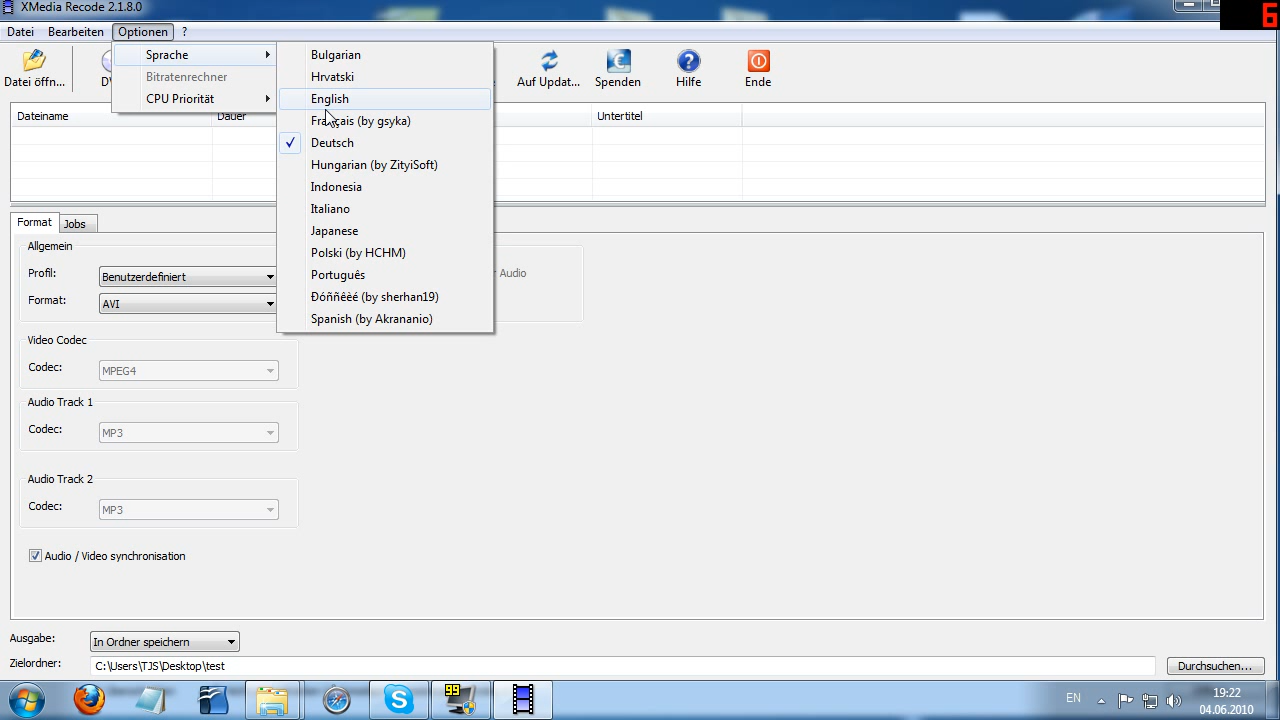 XMedia Recode 2.1.8.0
6
Datei Bearbeiten Optionen ?
Sprache
Bitratenrechner
CPU Priorität
Bulgarian
Hrvatski
English
Français (by gsyka)
Deutsch
Hungarian (by ZityiSoft)
Indonesia
Italiano
Japanese
Polski (by HCHM)
Português
Ðóññêèé (by sherhan19)
Spanish (by Akrananio)
Datei öffn... Auf Updat... Spenden Hilfe Ende
Dateiname Dauer Untertitel
Format Jobs
Allgemein
Profil: Benutzerdefiniert Audio
Format: AVI
Video Codec
Codec: MPEG4
Audio Track 1
Codec: MP3
Audio Track 2
Codec: MP3
Audio / Video synchronisation
Ausgabe: In Ordner speichern
Zielordner: C:\Users\TJS\Desktop\test Durchsuchen...
99
EN
19:22
04.06.2010